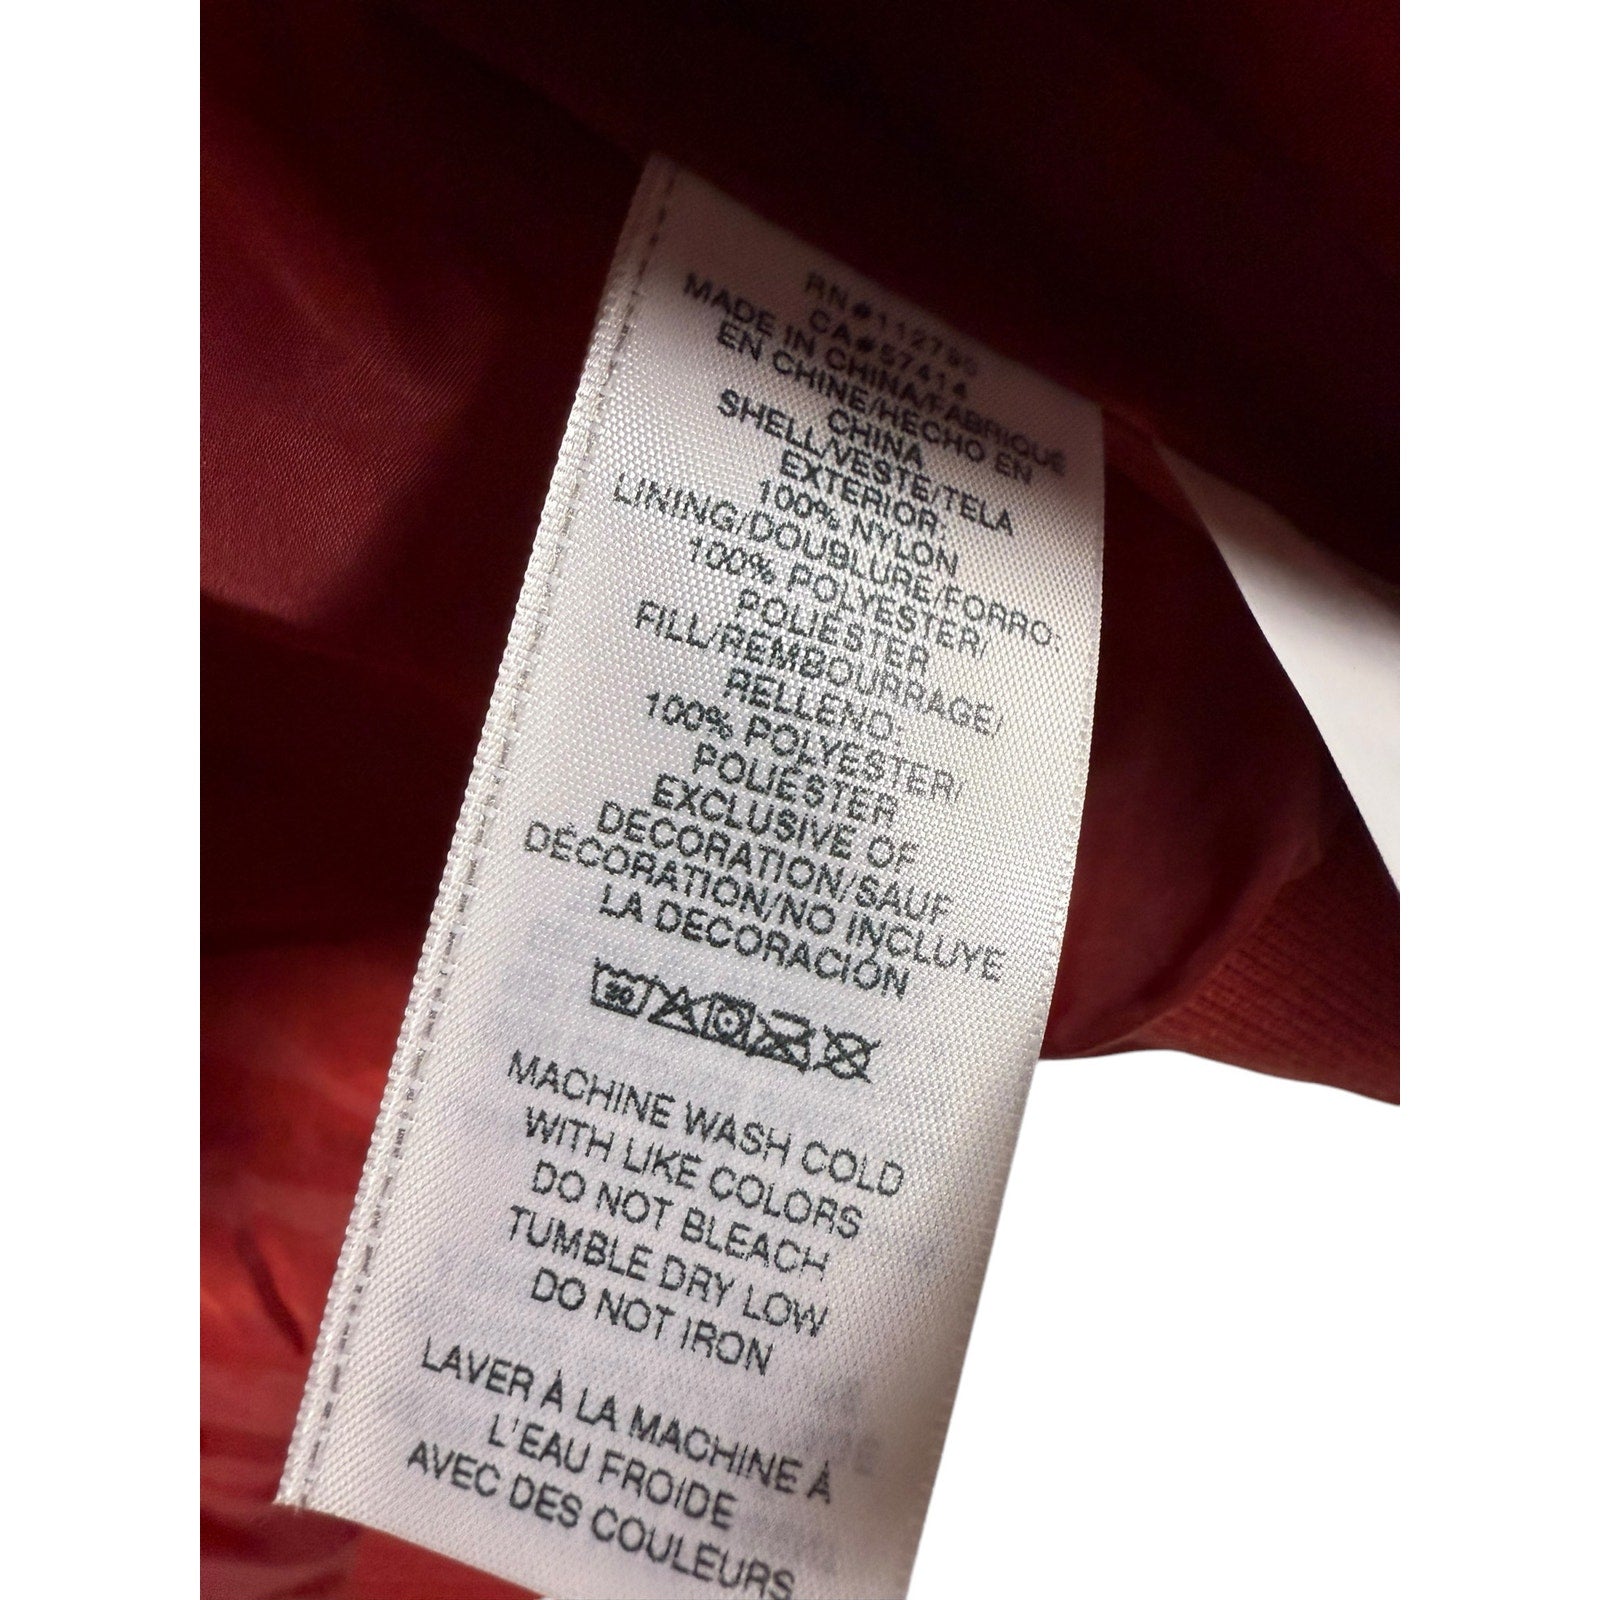 RN#112795
CA#57414
MADE IN CHINA/FABRIQUÉ
EN CHINE/HECHO EN
CHINA
SHELL/VESTE/TELA
EXTERIOR:
100% NYLON
LINING/DOUBLURE/FORRO:
100% POLYESTER/
POLIÉSTER
FILL/REMBOURRAGE/
RELLENO:
100% POLYESTER/
POLIÉSTER
EXCLUSIVE OF
DECORATION/SAUF
DÉCORATION/NO INCLUYE
LA DECORACIÓN
30
MACHINE WASH COLD
WITH LIKE COLORS
DO NOT BLEACH
TUMBLE DRY LOW
DO NOT IRON
LAVER À LA MACHINE À
L'EAU FROIDE
AVEC DES COULEURS